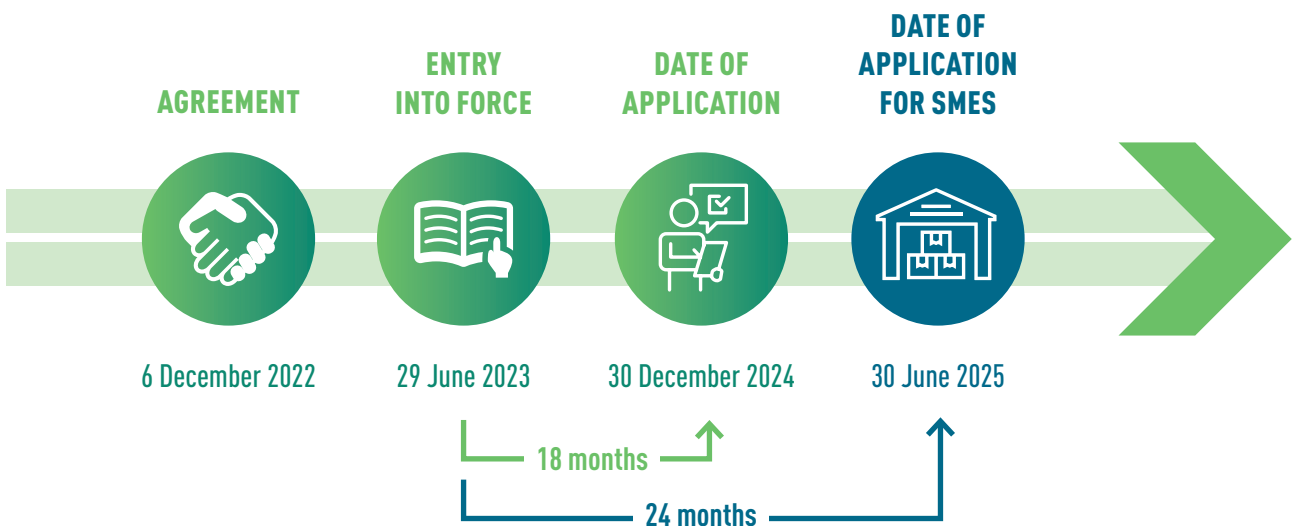 AGREEMENT
ENTRY
INTO FORCE
DATE OF
APPLICATION
DATE OF
APPLICATION
FOR SMES
6 December 2022
29 June 2023
30 December 2024
30 June 2025
18 months
24 months